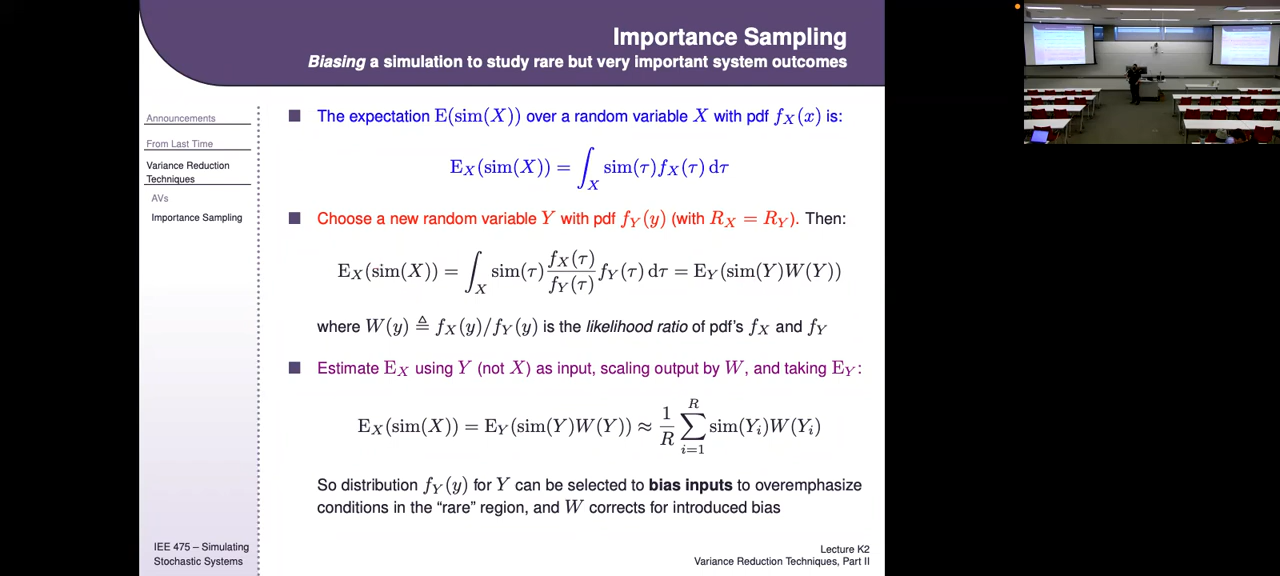 Importance Sampling
Biasing a simulation to study rare but very important system outcomes
Announcements
From Last Time
Variance Reduction
Techniques
AVs
Importance Sampling
■ The expectation E(sim(X)) over a random variable X with pdf f_X(x) is:
E_X(sim(X)) = ∫_X sim(τ) f_X(τ) dτ
■ Choose a new random variable Y with pdf f_Y(y) (with R_X = R_Y). Then:
E_X(sim(X)) = ∫_X sim(τ) f_X(τ)/f_Y(τ) f_Y(τ) dτ = E_Y(sim(Y)W(Y))
where W(y) ≜ f_X(y)/f_Y(y) is the likelihood ratio of pdf's f_X and f_Y
■ Estimate E_X using Y (not X) as input, scaling output by W, and taking E_Y:
E_X(sim(X)) = E_Y(sim(Y)W(Y)) ≈ 1/R ∑_{i=1}^{R} sim(Y_i)W(Y_i)
So distribution f_Y(y) for Y can be selected to bias inputs to overemphasize
conditions in the “rare” region, and W corrects for introduced bias
IEE 475 – Simulating
Stochastic Systems
Lecture K2
Variance Reduction Techniques, Part II